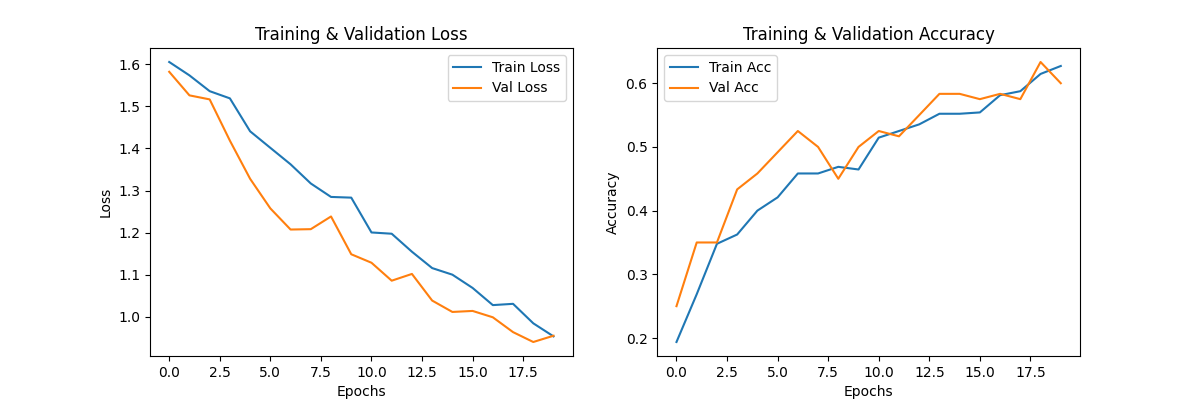 Training & Validation Loss
Train Loss
Val Loss
1.6
1.5
1.4
1.3
1.2
1.1
1.0
Loss
0.0 2.5 5.0 7.5 10.0 12.5 15.0 17.5
Epochs
Training & Validation Accuracy
Train Acc
Val Acc
0.6
0.5
0.4
0.3
0.2
Accuracy
0.0 2.5 5.0 7.5 10.0 12.5 15.0 17.5
Epochs